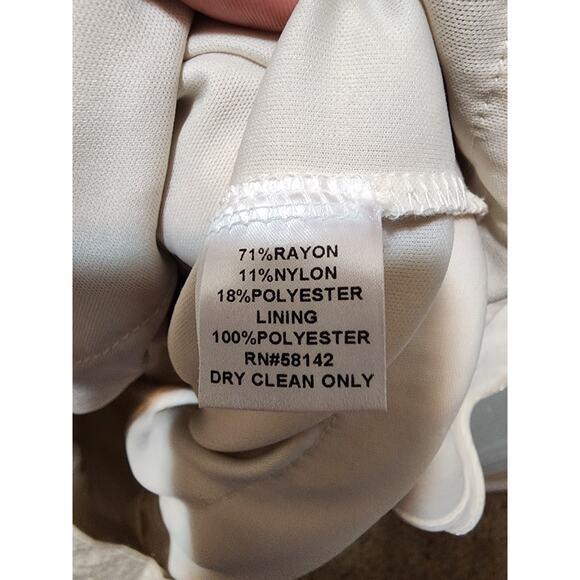 71%RAYON
11%NYLON
18%POLYESTER
LINING
100%POLYESTER
RN#58142
DRY CLEAN ONLY